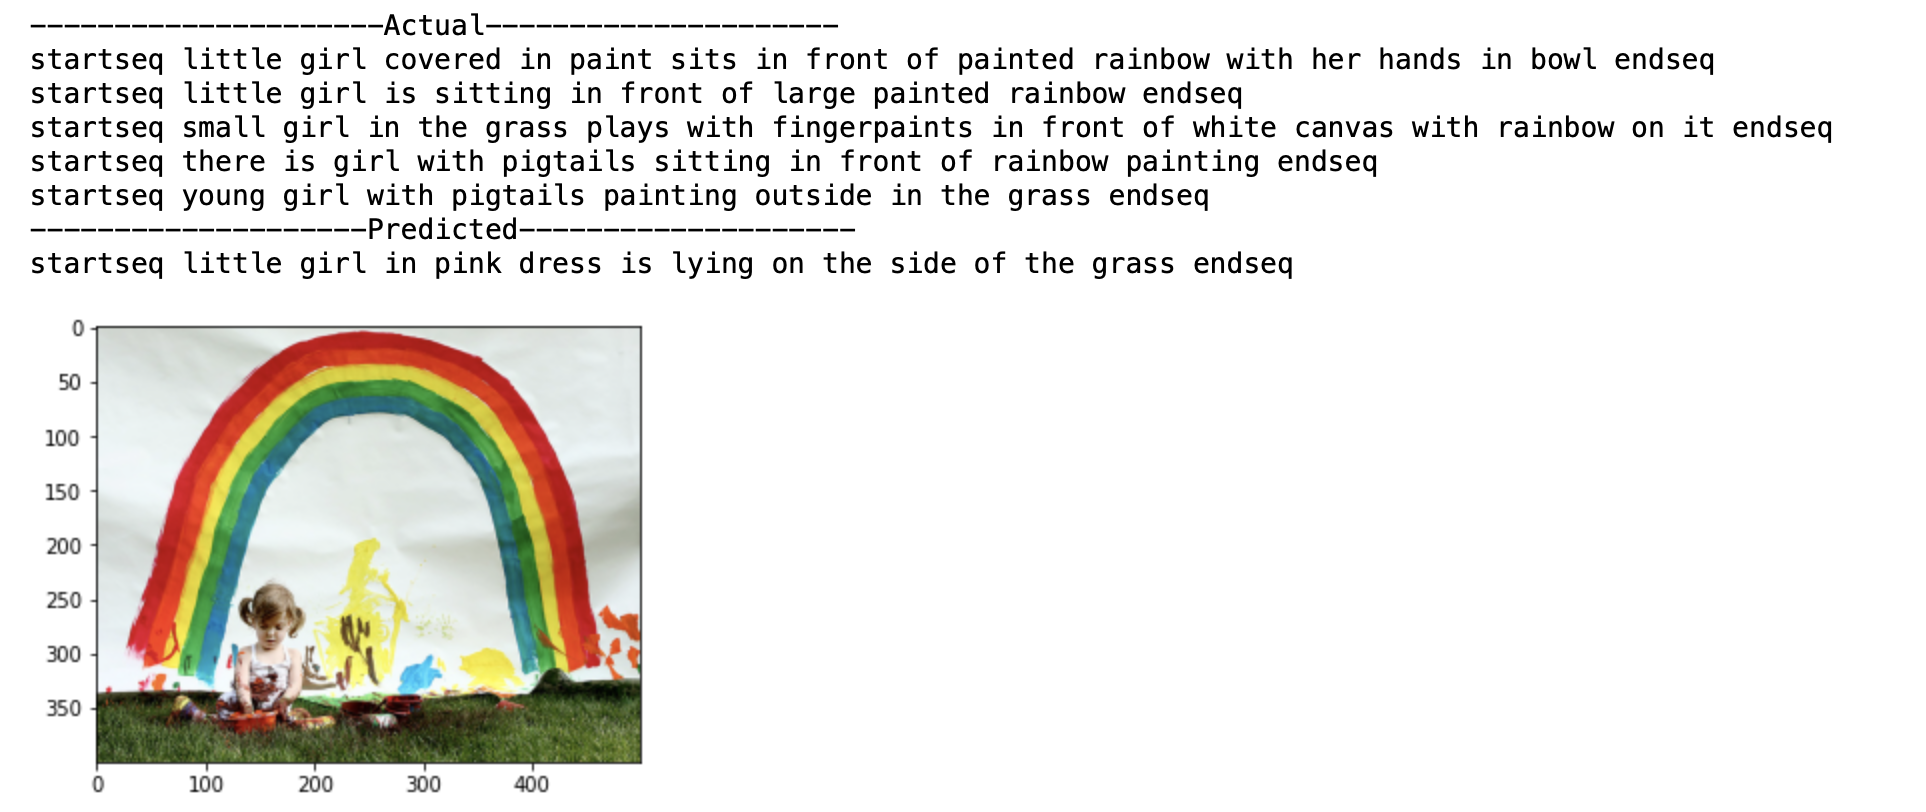 ---------------------Actual---------------------
startseq little girl covered in paint sits in front of painted rainbow with her hands in bowl endseq
startseq little girl is sitting in front of large painted rainbow endseq
startseq small girl in the grass plays with fingerpaints in front of white canvas with rainbow on it endseq
startseq there is girl with pigtails sitting in front of rainbow painting endseq
startseq young girl with pigtails painting outside in the grass endseq
--------------------Predicted--------------------
startseq little girl in pink dress is lying on the side of the grass endseq
0
50
100
150
200
250
300
350
0 100 200 300 400